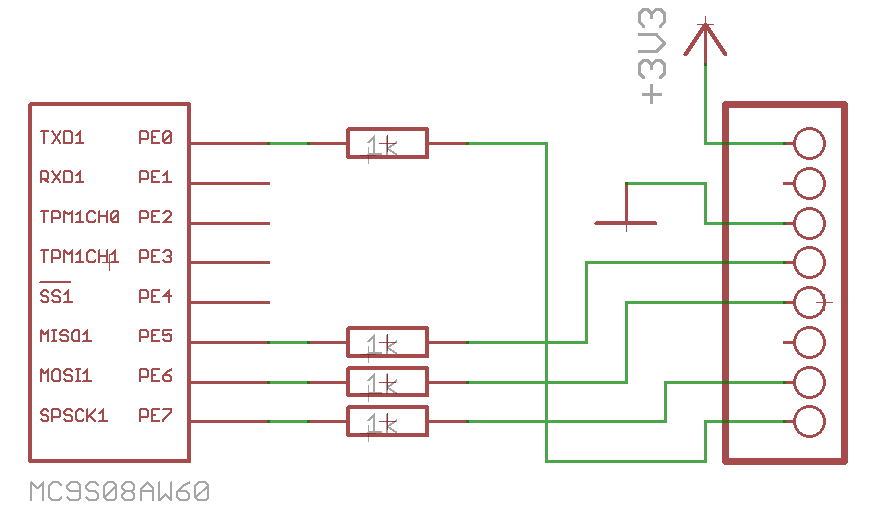 +3V3
TXD1 PE0 1k
RXD1 PE1
TPM1CH0 PE2
TPM1CH1 PE3
SS1 PE4
MISO1 PE5 1k
MOSI1 PE6 1k
SPSCK1 PE7 1k
MC9S08AW60